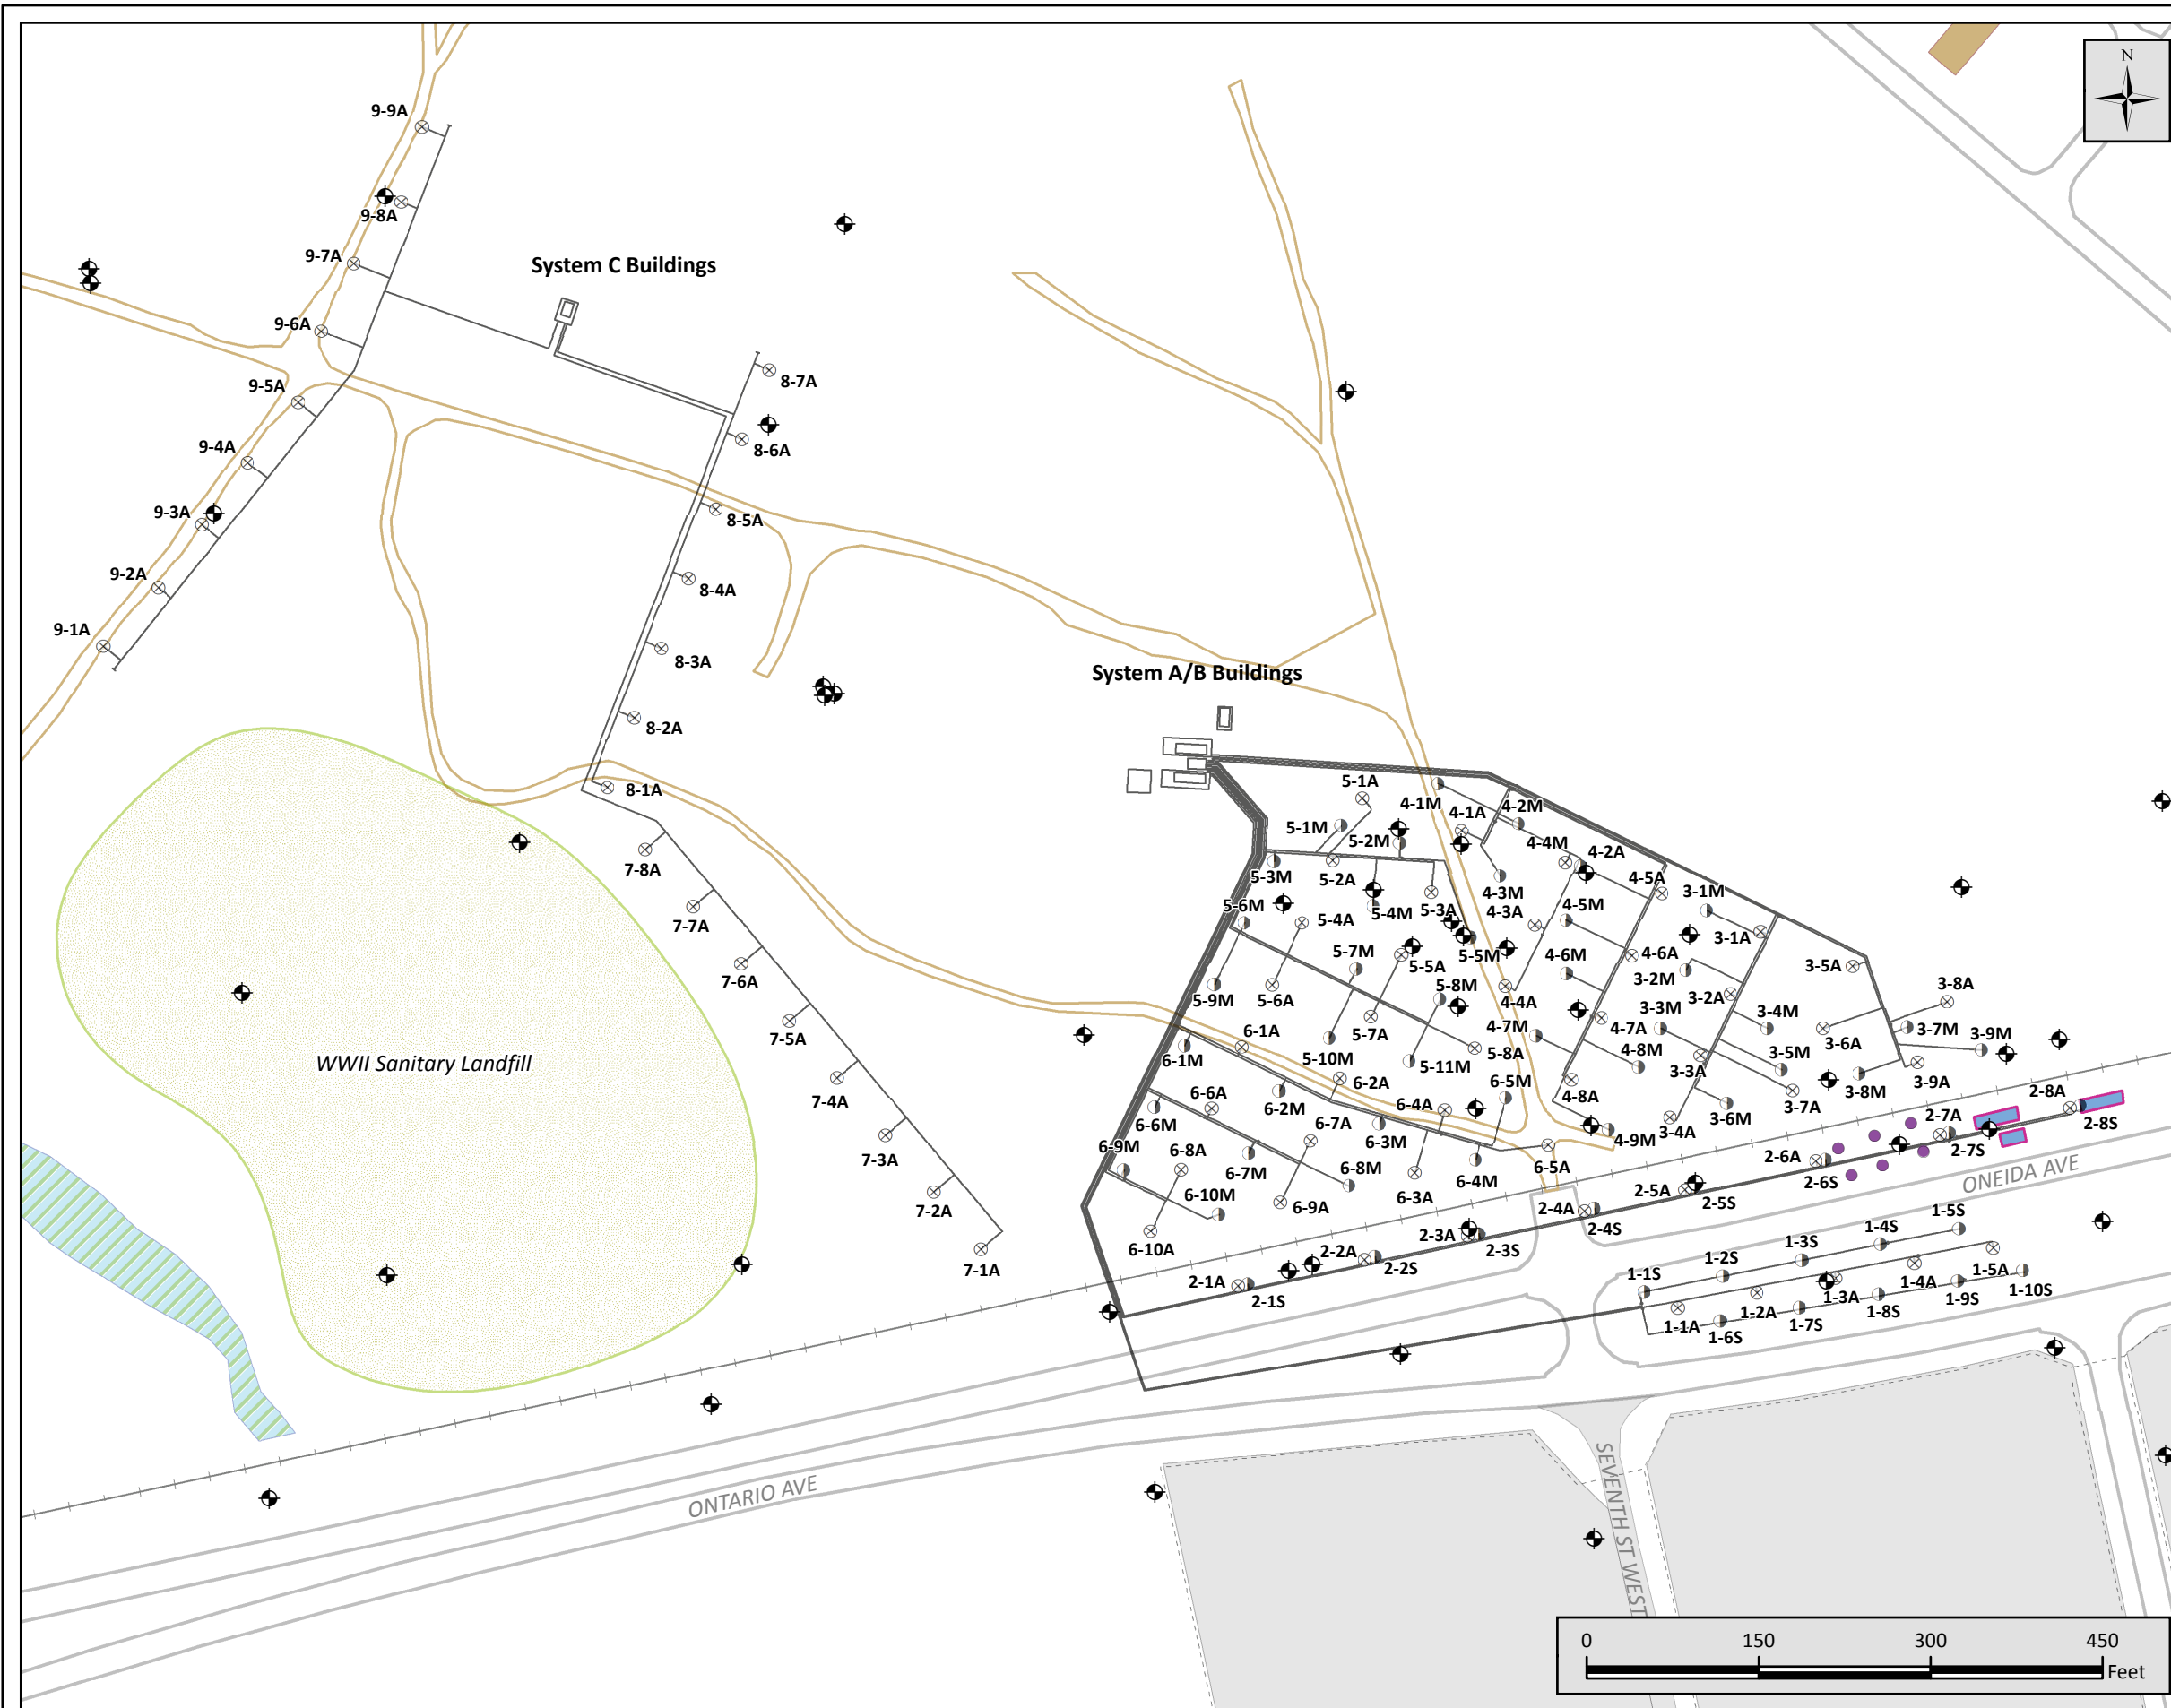 N
9-9A
9-8A
9-7A
System C Buildings
9-6A
9-5A
8-7A
9-4A
8-6A
9-3A
8-5A
9-2A
8-4A
9-1A
8-3A
System A/B Buildings
8-2A
8-1A
5-1A
4-1M
4-1A
4-2M
5-1M
5-2M
4-4M
4-2A
7-8A
5-3M
5-2A
4-5A
4-3M
3-1M
5-6M
5-4A
5-4M
5-3A
4-3A
4-5M
7-7A
3-1A
5-7M
5-5A
5-5M
4-6M
4-6A
7-6A
3-5A
3-2M
5-8M
3-8A
5-9M
5-6A
4-4A
3-2A
3-3M
3-4M
5-7A
4-7M
4-7A
3-7M
7-5A
6-1A
3-6A
3-9M
6-1M
5-10M
5-8A
4-8M
3-5M
WWII Sanitary Landfill
5-11M
3-3A
3-8M
3-9A
6-2A
6-5M
4-8A
2-8A
7-4A
6-6A
6-2M
6-4A
3-7A
6-6M
6-7A
3-6M
2-7A
2-8S
6-3M
4-9M
3-4A
7-3A
6-9M
6-8A
6-7M
6-8M
6-5A
2-6A
2-7S
6-4M
2-6S
ONEIDA AVE
6-10M
6-9A
6-3A
2-5A
2-5S
7-2A
2-4A
2-4S
1-5S
6-10A
2-3A
2-3S
1-4S
1-3S
7-1A
2-2A
2-2S
1-2S
1-1S
2-1A
2-1S
1-5A
1-4A
1-10S
1-3A
1-9S
1-8S
1-2A
1-7S
1-1A
1-6S
ONTARIO AVE
SEVENTH ST WEST
0 150 300 450
Feet